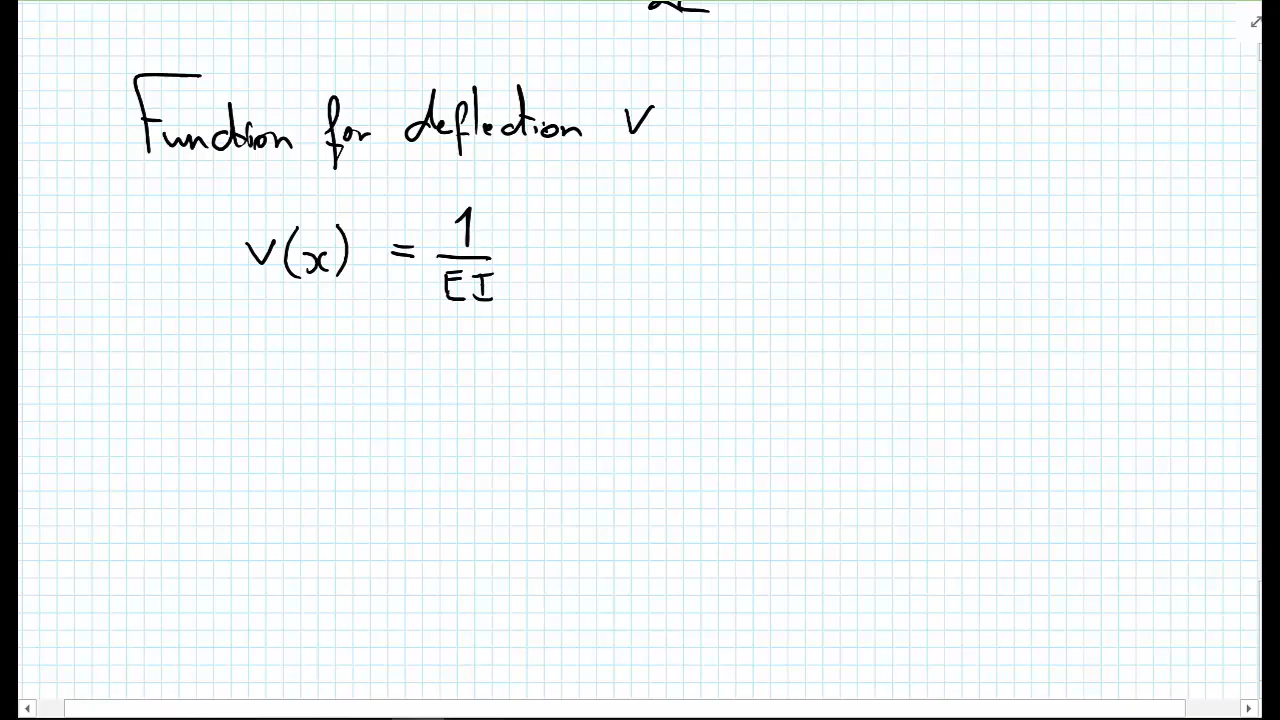 Function for deflection v
v(x) = 1/EI